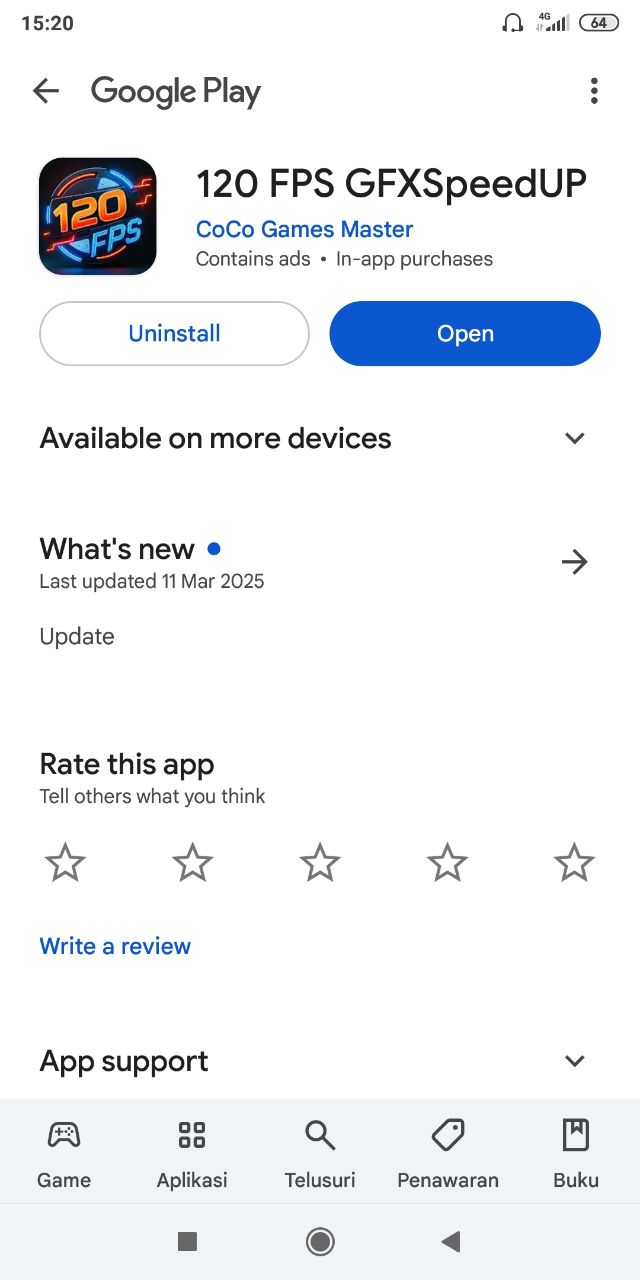 15:20
4G
64
Google Play
120 FPS
120 FPS GFXSpeedUP
CoCo Games Master
Contains ads • In-app purchases
Uninstall
Open
Available on more devices
What's new
Last updated 11 Mar 2025
Update
Rate this app
Tell others what you think
Write a review
App support
Game
Aplikasi
Telusuri
Penawaran
Buku